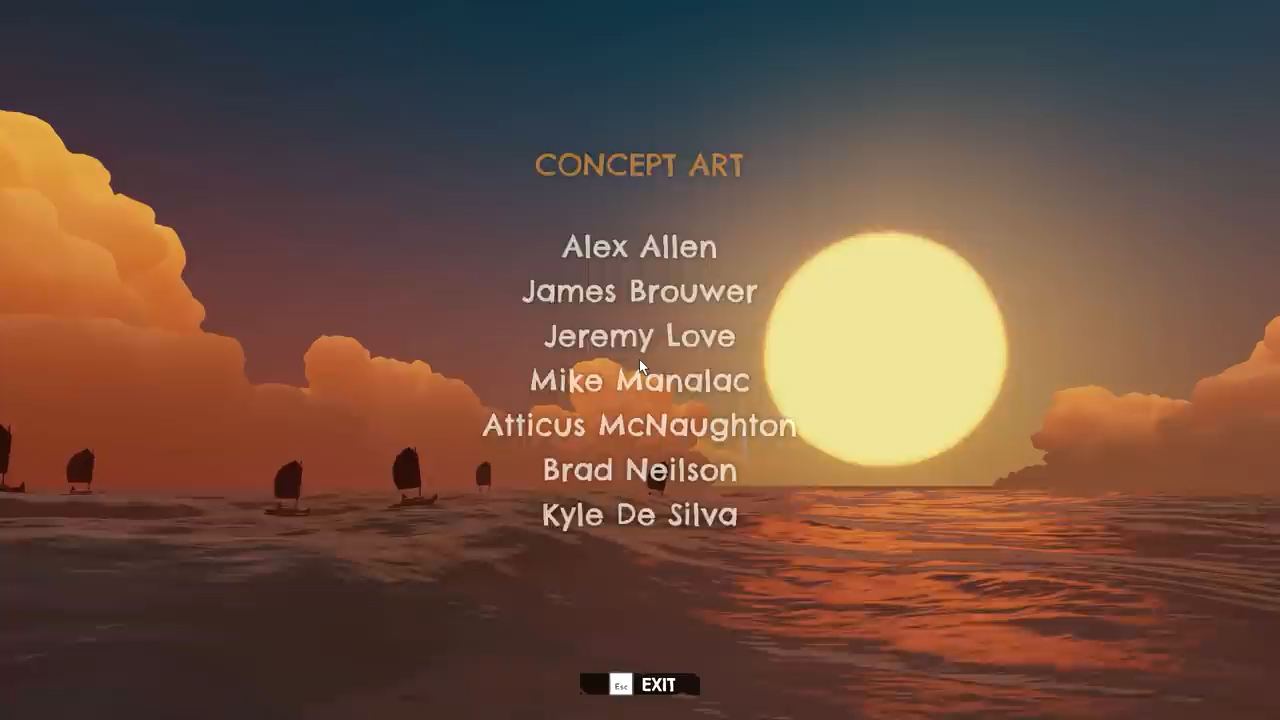 CONCEPT ART
Alex Allen
James Brouwer
Jeremy Love
Mike Manalac
Atticus McNaughton
Brad Neilson
Kyle De Silva
Esc EXIT